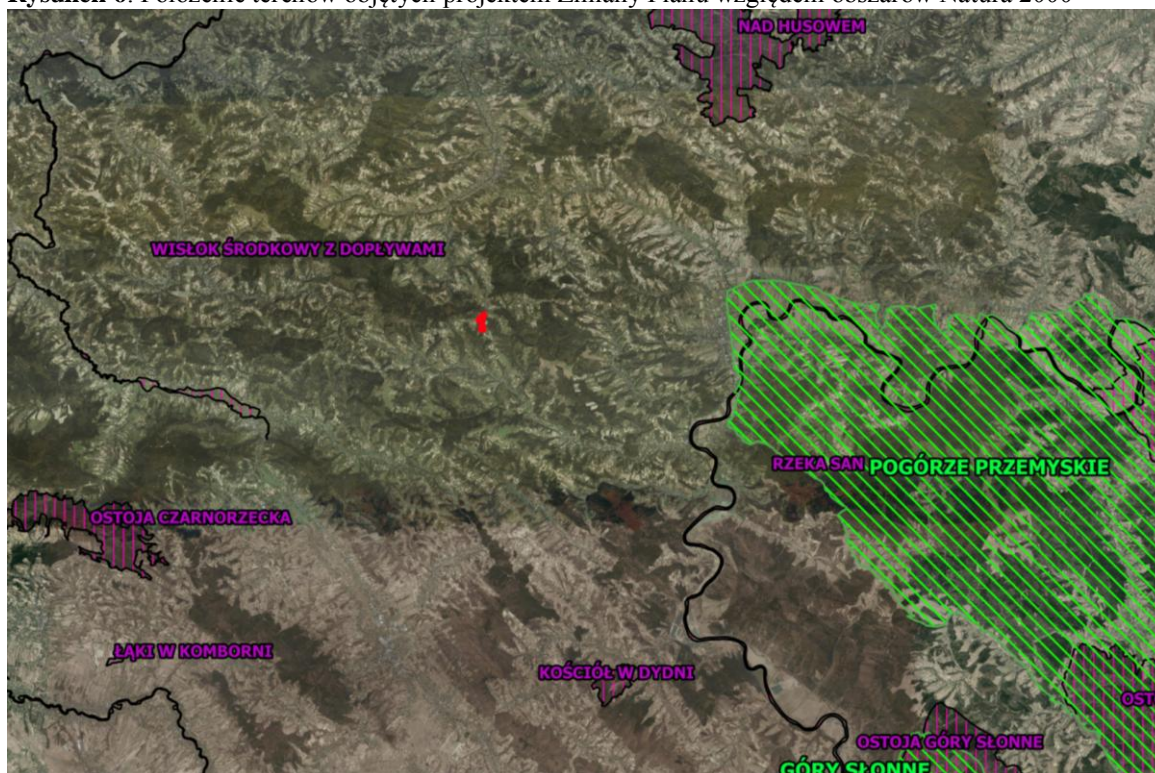 Rysunek 6. Położenie terenów objętych projektem Zmiany Planu względem obszarów Natura 2000
NAD HUSOWEM
WISŁOK ŚRODKOWY Z DOPŁYWAMI
RZEKA SAN POGÓRZE PRZEMYSKIE
OSTOJA CZARNORZECKA
ŁĄKI W KOMBORNI
KOŚCIÓŁ W DYDNI
OST
OSTOJA GÓRY SŁONNE
GÓRY SŁONNE